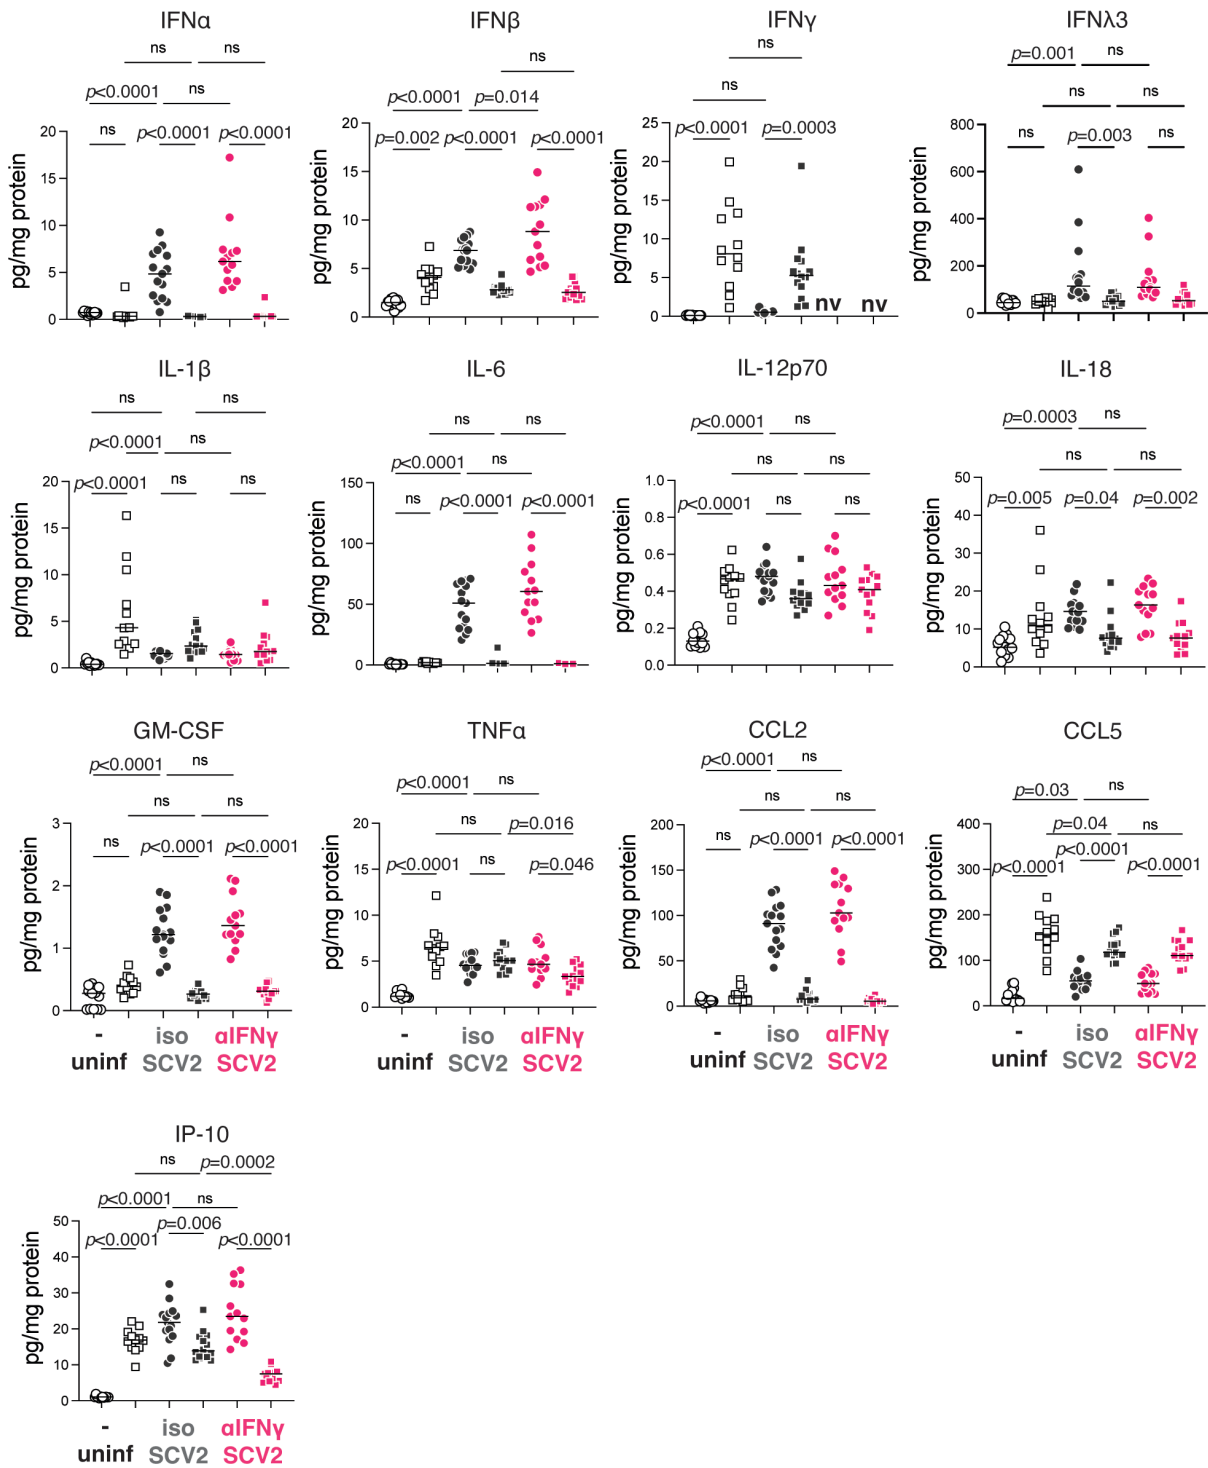 IFNα
IFNβ
IFNγ
IFNλ3
ns
ns
p<0.0001
ns
ns
p<0.0001
p<0.0001
20
15
10
5
0
pg/mg protein
ns
p<0.0001
p=0.014
p=0.002
p<0.0001
p<0.0001
20
15
10
5
0
pg/mg protein
ns
ns
p<0.0001
p=0.0003
25
20
15
10
5
0
pg/mg protein
nv
nv
p=0.001
ns
ns
ns
ns
p=0.003
ns
800
600
400
200
0
pg/mg protein
IL-1β
IL-6
IL-12p70
IL-18
ns
ns
p<0.0001
ns
p<0.0001
ns
ns
20
15
10
5
0
pg/mg protein
ns
ns
p<0.0001
ns
ns
p<0.0001
p<0.0001
150
100
50
0
pg/mg protein
p<0.0001
ns
ns
ns
p<0.0001
ns
ns
1.0
0.8
0.6
0.4
0.2
0.0
pg/mg protein
p=0.0003
ns
ns
ns
p=0.005
p=0.04
p=0.002
50
40
30
20
10
0
pg/mg protein
GM-CSF
TNFα
CCL2
CCL5
p<0.0001
ns
ns
ns
ns
p<0.0001
p<0.0001
3
2
1
0
pg/mg protein
-
uninf
iso
SCV2
αIFNγ
SCV2
p<0.0001
ns
ns
p=0.016
p<0.0001
ns
p=0.046
20
15
10
5
0
pg/mg protein
-
uninf
iso
SCV2
αIFNγ
SCV2
p<0.0001
ns
ns
ns
ns
p<0.0001
p<0.0001
200
150
100
50
0
pg/mg protein
-
uninf
iso
SCV2
αIFNγ
SCV2
p=0.03
ns
p=0.04
ns
p<0.0001
p<0.0001
p<0.0001
400
300
200
100
0
pg/mg protein
-
uninf
iso
SCV2
αIFNγ
SCV2
IP-10
ns
p=0.0002
p<0.0001
ns
p<0.0001
p=0.006
p<0.0001
50
40
30
20
10
0
pg/mg protein
-
uninf
iso
SCV2
αIFNγ
SCV2